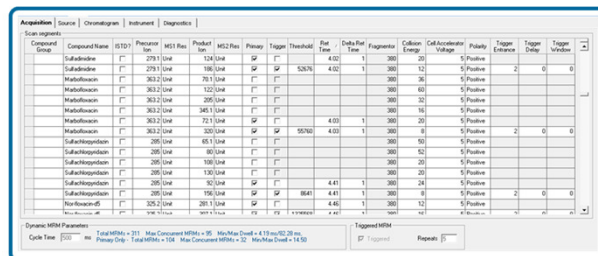 Acquisition Source Chromatogram Instrument Diagnostics
Scan segments
Compound Group Compound Name ISTD? Precursor Ion MS1 Res Product Ion MS2 Res Primary Trigger Threshold Ret Time Delta Ret Time Fragmentor Collision Energy Cell Accelerator Voltage Polarity Trigger Entrance Trigger Delay Trigger Window
Sulfadimidine 279.1 Unit 124 Unit 4.02 1 380 20 5 Positive
Sulfadimidine 279.1 Unit 186 Unit 52676 4.02 1 380 12 5 Positive 2 0 0
Marbofloxacin 363.2 Unit 70.1 Unit 380 36 5 Positive
Marbofloxacin 363.2 Unit 122 Unit 380 60 5 Positive
Marbofloxacin 363.2 Unit 205 Unit 380 32 5 Positive
Marbofloxacin 363.2 Unit 345.1 Unit 380 16 5 Positive
Marbofloxacin 363.2 Unit 72.1 Unit 4.03 1 380 20 5 Positive
Marbofloxacin 363.2 Unit 320 Unit 55760 4.03 1 380 8 5 Positive 2 0 0
Sulfachlorpyridazin 285 Unit 65.1 Unit 380 50 5 Positive
Sulfachlorpyridazin 285 Unit 80 Unit 380 52 5 Positive
Sulfachlorpyridazin 285 Unit 108 Unit 380 20 5 Positive
Sulfachlorpyridazin 285 Unit 130 Unit 380 20 5 Positive
Sulfachlorpyridazin 285 Unit 92 Unit 4.41 1 380 24 5 Positive
Sulfachlorpyridazin 285 Unit 156 Unit 8641 4.41 1 380 8 5 Positive 2 0 0
Norfloxacin-d5 325.2 Unit 281.1 Unit 4.46 1 380 12 5 Positive
Dynamic MRM Parameters
Cycle Time 500 ms Total MRMs = 311 Max Concurrent MRMs = 95 Min/Max Dwell = 4.19 ms/82.28 ms,
Primary Only - Total MRMs = 104 Max Concurrent MRMs = 32 Min/Max Dwell = 14.50
Triggered MRM
Triggered Repeats 5